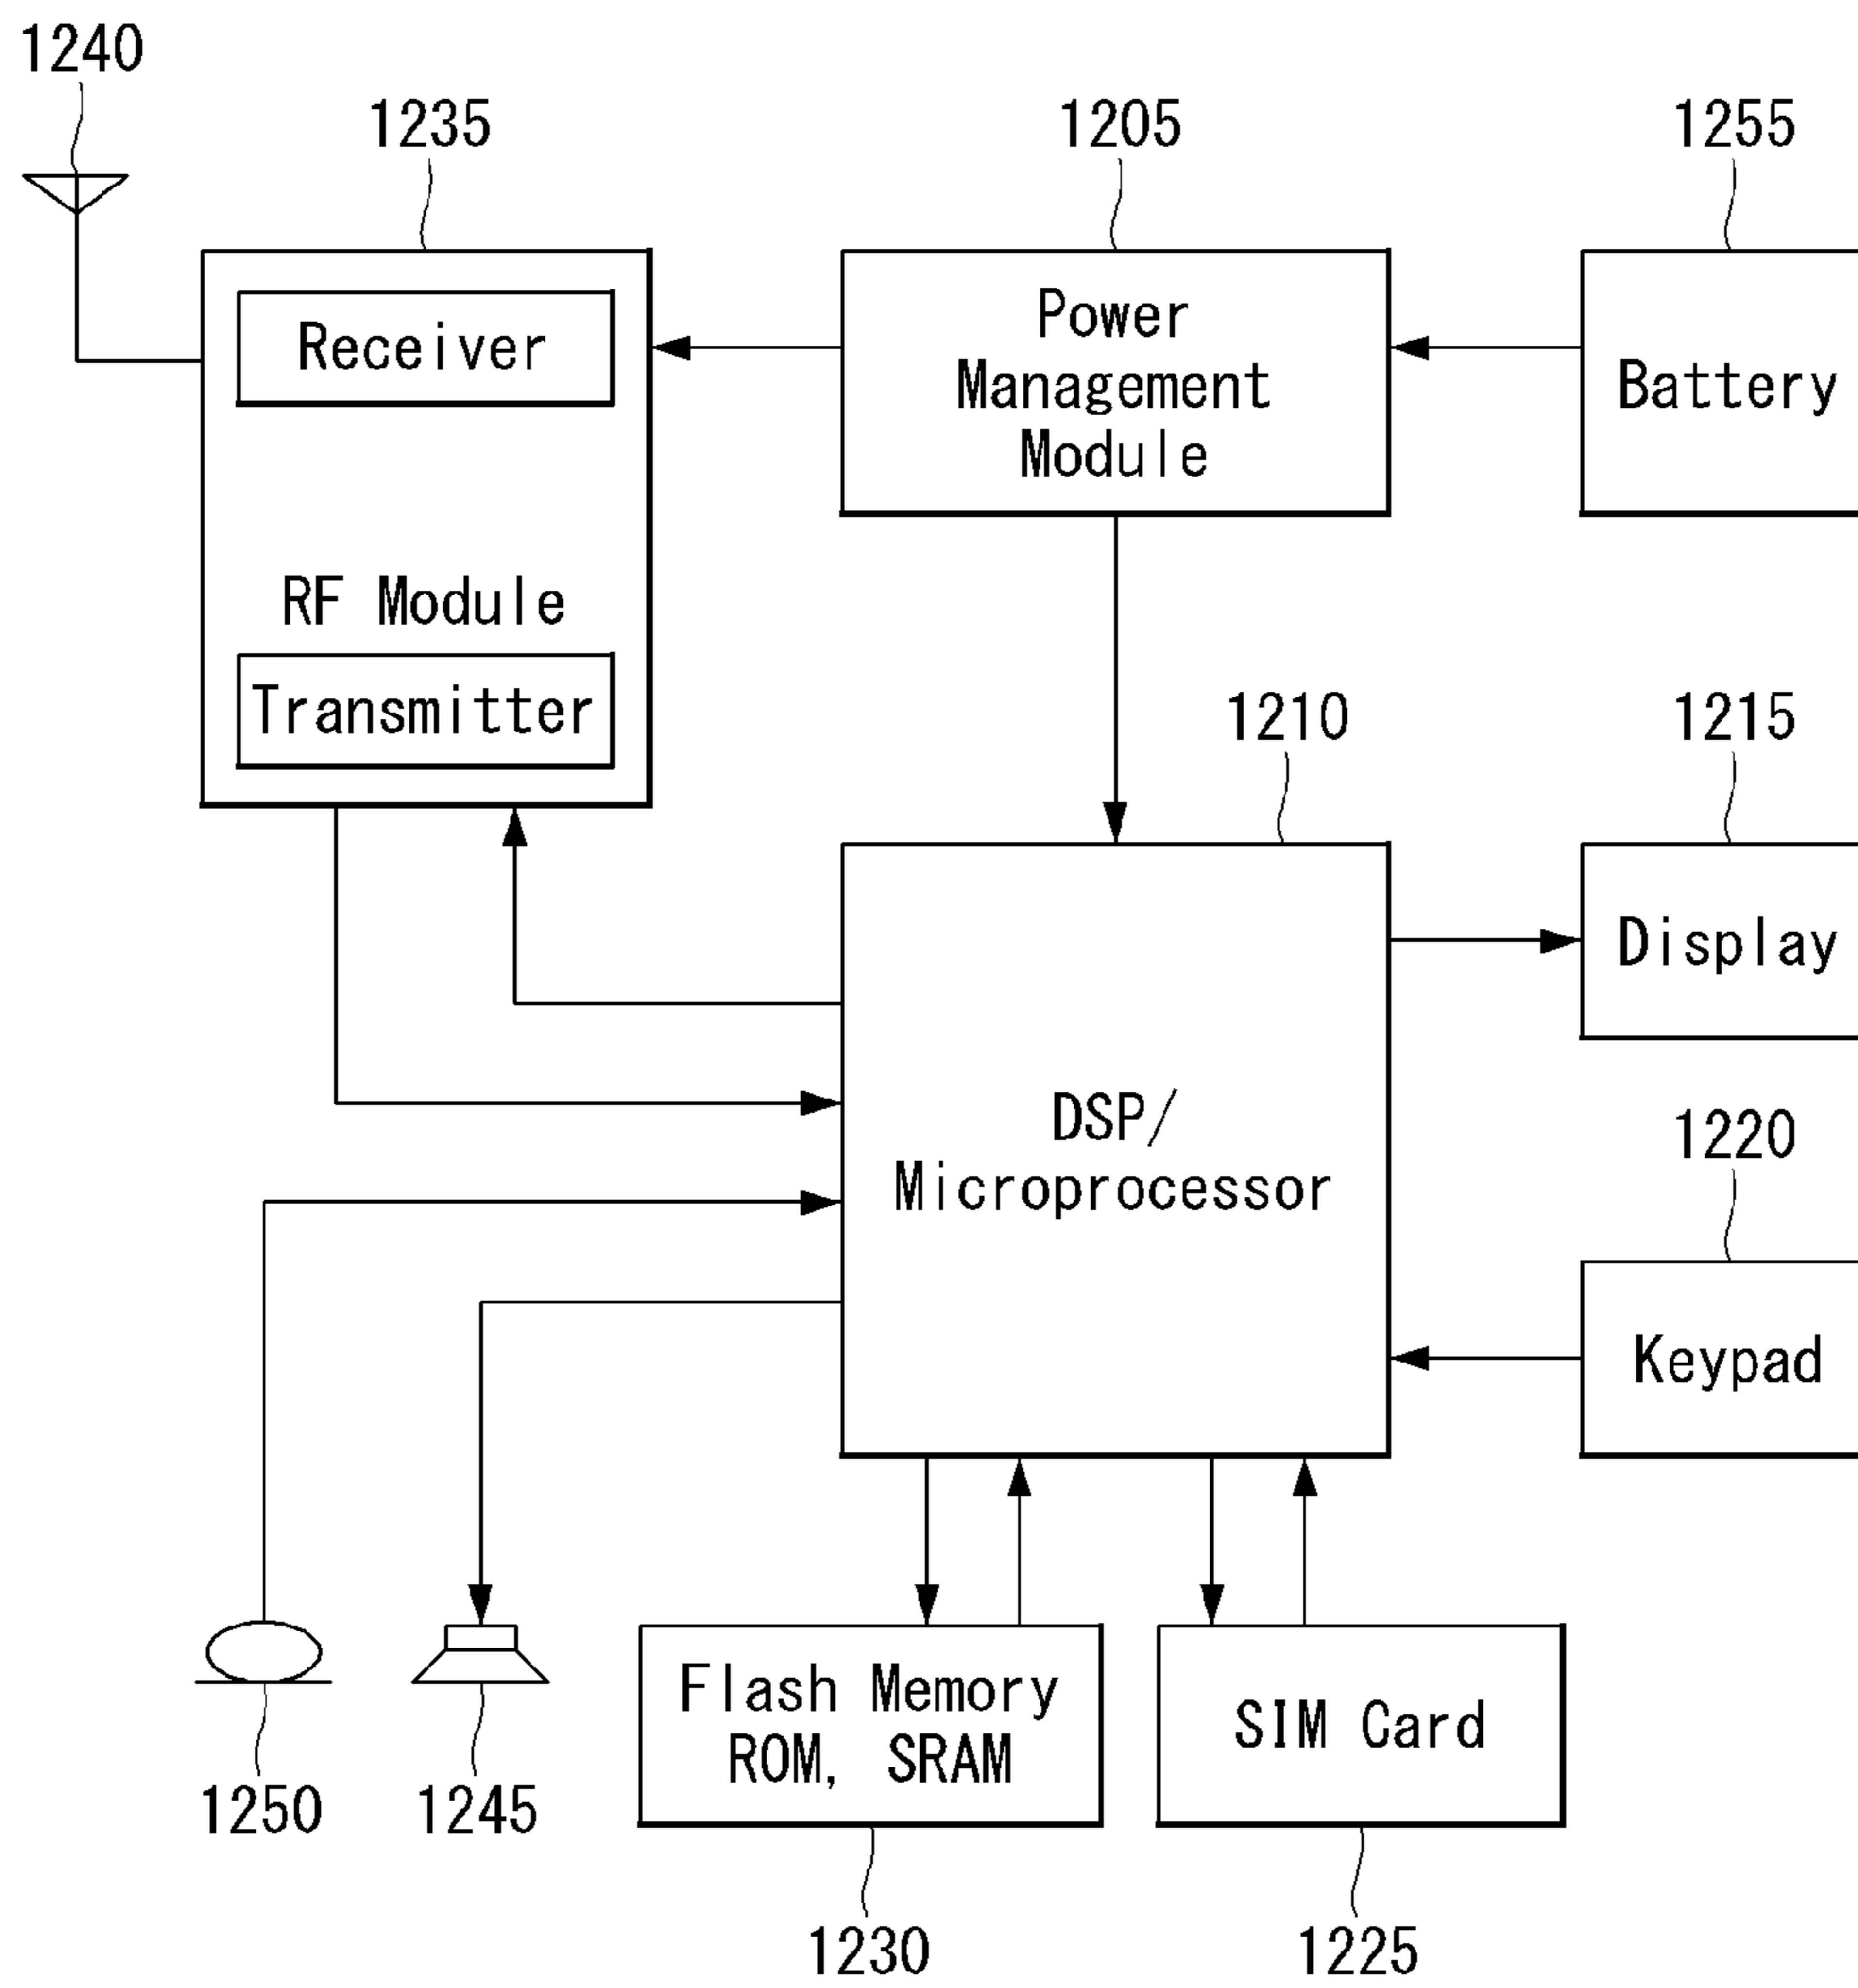 1240
1235
1205
1255
Receiver
RF Module
Transmitter
Power
Management
Module
Battery
1210
1215
DSP/
Microprocessor
Display
1220
Keypad
1250
1245
Flash Memory
ROM, SRAM
SIM Card
1230
1225